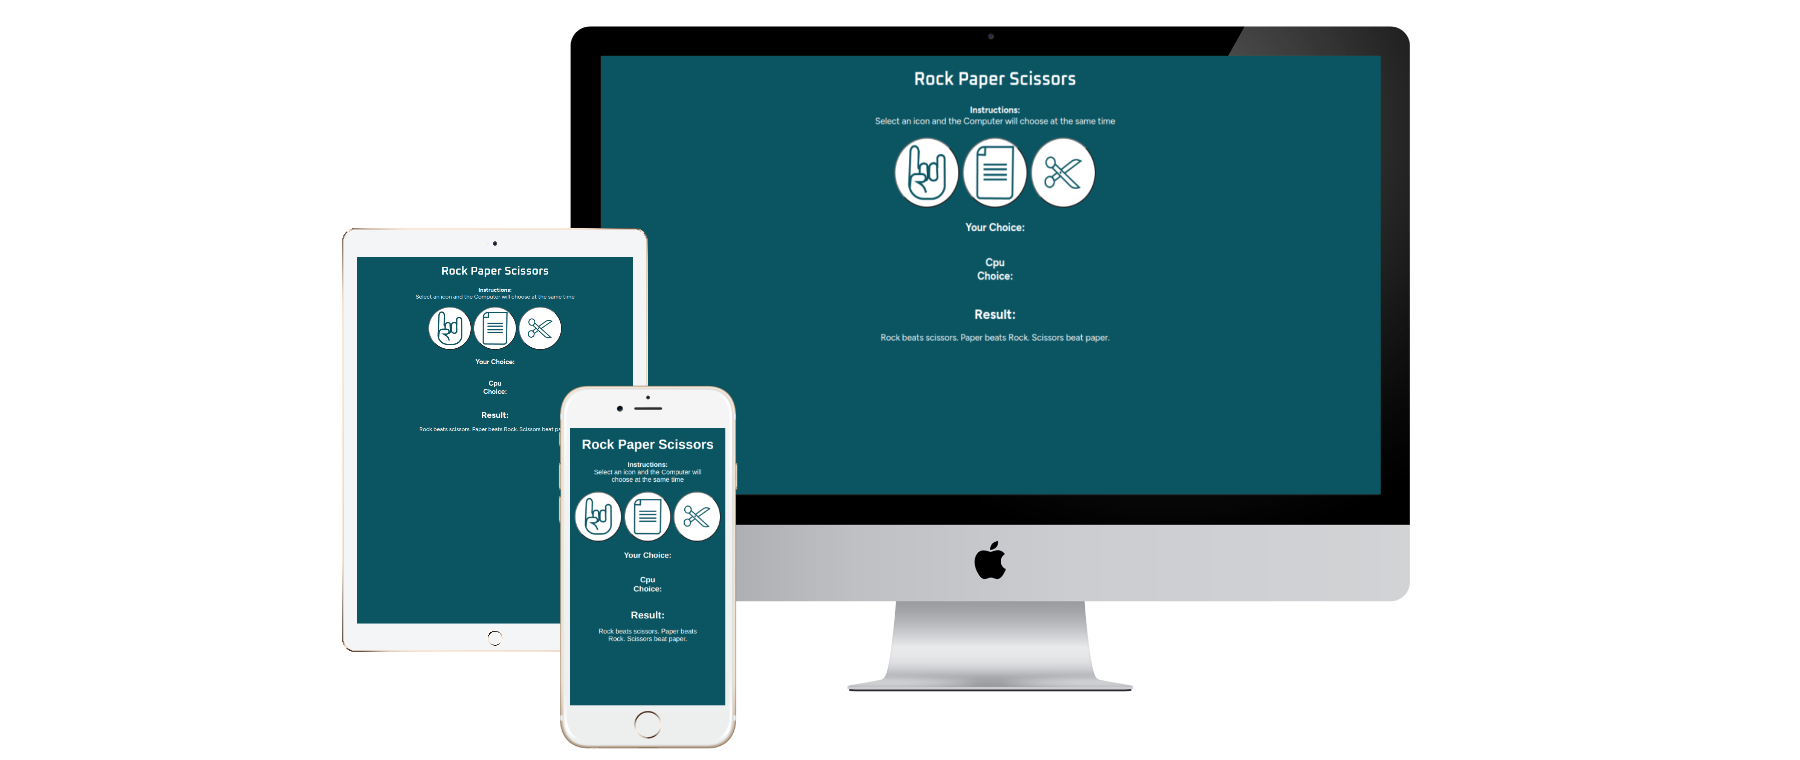 Rock Paper Scissors
Instructions:
Select an icon and the Computer will choose at the same time
Your Choice:
Cpu
Choice:
Result:
Rock beats scissors. Paper beats Rock. Scissors beat paper.
Rock Paper Scissors
Instructions:
Select an icon and the Computer will choose at the same time
Your Choice:
Cpu
Choice:
Result:
Rock beats scissors. Paper beats Rock. Scissors beat
Rock Paper Scissors
Instructions:
Select an icon and the Computer will
choose at the same time
Your Choice:
Cpu
Choice:
Result:
Rock beats scissors. Paper beats
Rock. Scissors beat paper.